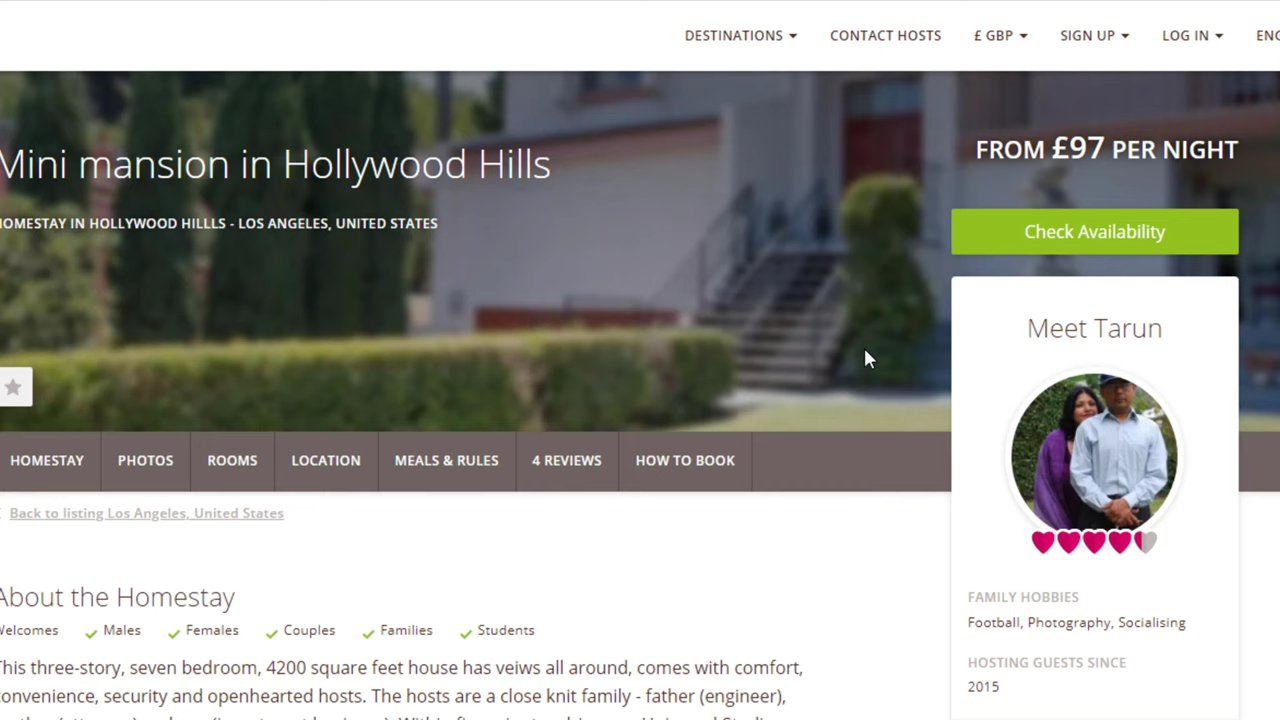 DESTINATIONS CONTACT HOSTS £ GBP SIGN UP LOG IN
Mini mansion in Hollywood Hills
HOMESTAY IN HOLLYWOOD HILLLS - LOS ANGELES, UNITED STATES
FROM £97 PER NIGHT
Check Availability
Meet Tarun
HOMESTAY PHOTOS ROOMS LOCATION MEALS & RULES 4 REVIEWS HOW TO BOOK
Back to listing Los Angeles, United States
About the Homestay
Welcomes Males Females Couples Families Students
This three-story, seven bedroom, 4200 square feet house has veiws all around, comes with comfort,
convenience, security and openhearted hosts. The hosts are a close knit family - father (engineer),
FAMILY HOBBIES
Football, Photography, Socialising
HOSTING GUESTS SINCE
2015